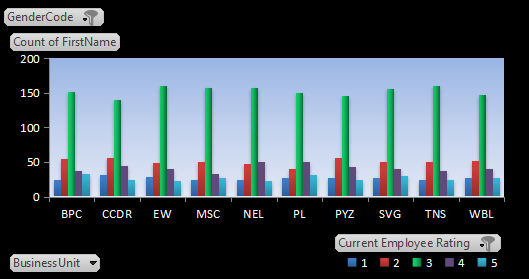 GenderCode
Count of FirstName
200
150
100
50
0
BPC CCDR EW MSC NEL PL PYZ SVG TNS WBL
Current Employee Rating
BusinessUnit
1 2 3 4 5